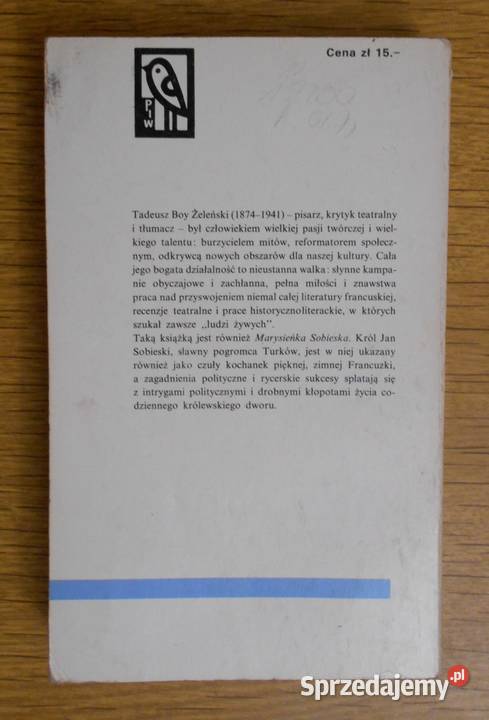 Cena zł 15.–
PIW
Tadeusz Boy Żeleński (1874–1941) – pisarz, krytyk teatralny
i tłumacz – był człowiekiem wielkiej pasji twórczej i wiel-
kiego talentu: burzycielem mitów, reformatorem społecz-
nym, odkrywcą nowych obszarów dla naszej kultury. Cała
jego bogata działalność to nieustanna walka: słynne kampa-
nie obyczajowe i zachłanna, pełna miłości i znawstwa
praca nad przyswojeniem niemal całej literatury francuskiej,
recenzje teatralne i prace historycznoliterackie, w których
szukał zawsze „ludzi żywych”.
Taką książką jest również Marysieńka Sobieska. Król Jan
Sobieski, sławny pogromca Turków, jest w niej ukazany
również jako czuły kochanek pięknej, zimnej Francuzki,
a zagadnienia polityczne i rycerskie sukcesy splatają się
z intrygami politycznymi i drobnymi kłopotami życia co-
dziennego królewskiego dworu.
Sprzedajemy.pl